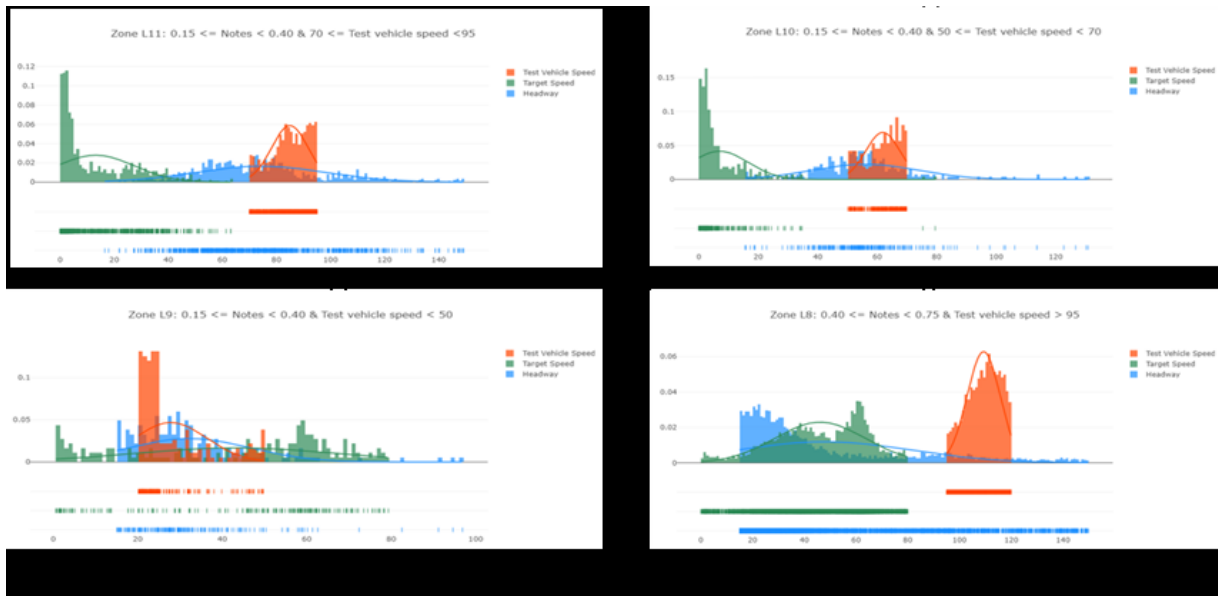 Zone L11: 0.15 <= Notes < 0.40 & 70 <= Test vehicle speed <95
Test Vehicle Speed
Target Speed
Headway
0.12
0.1
0.08
0.06
0.04
0.02
0
0 20 40 60 80 100 120 140
Zone L10: 0.15 <= Notes < 0.40 & 50 <= Test vehicle speed < 70
Test Vehicle Speed
Target Speed
Headway
0.15
0.1
0.05
0
0 20 40 60 80 100 120
Zone L9: 0.15 <= Notes < 0.40 & Test vehicle speed < 50
Test Vehicle Speed
Target Speed
Headway
0.1
0.05
0
0 20 40 60 80 100
Zone L8: 0.40 <= Notes < 0.75 & Test vehicle speed > 95
Test Vehicle Speed
Target Speed
Headway
0.06
0.04
0.02
0
0 20 40 60 80 100 120 140